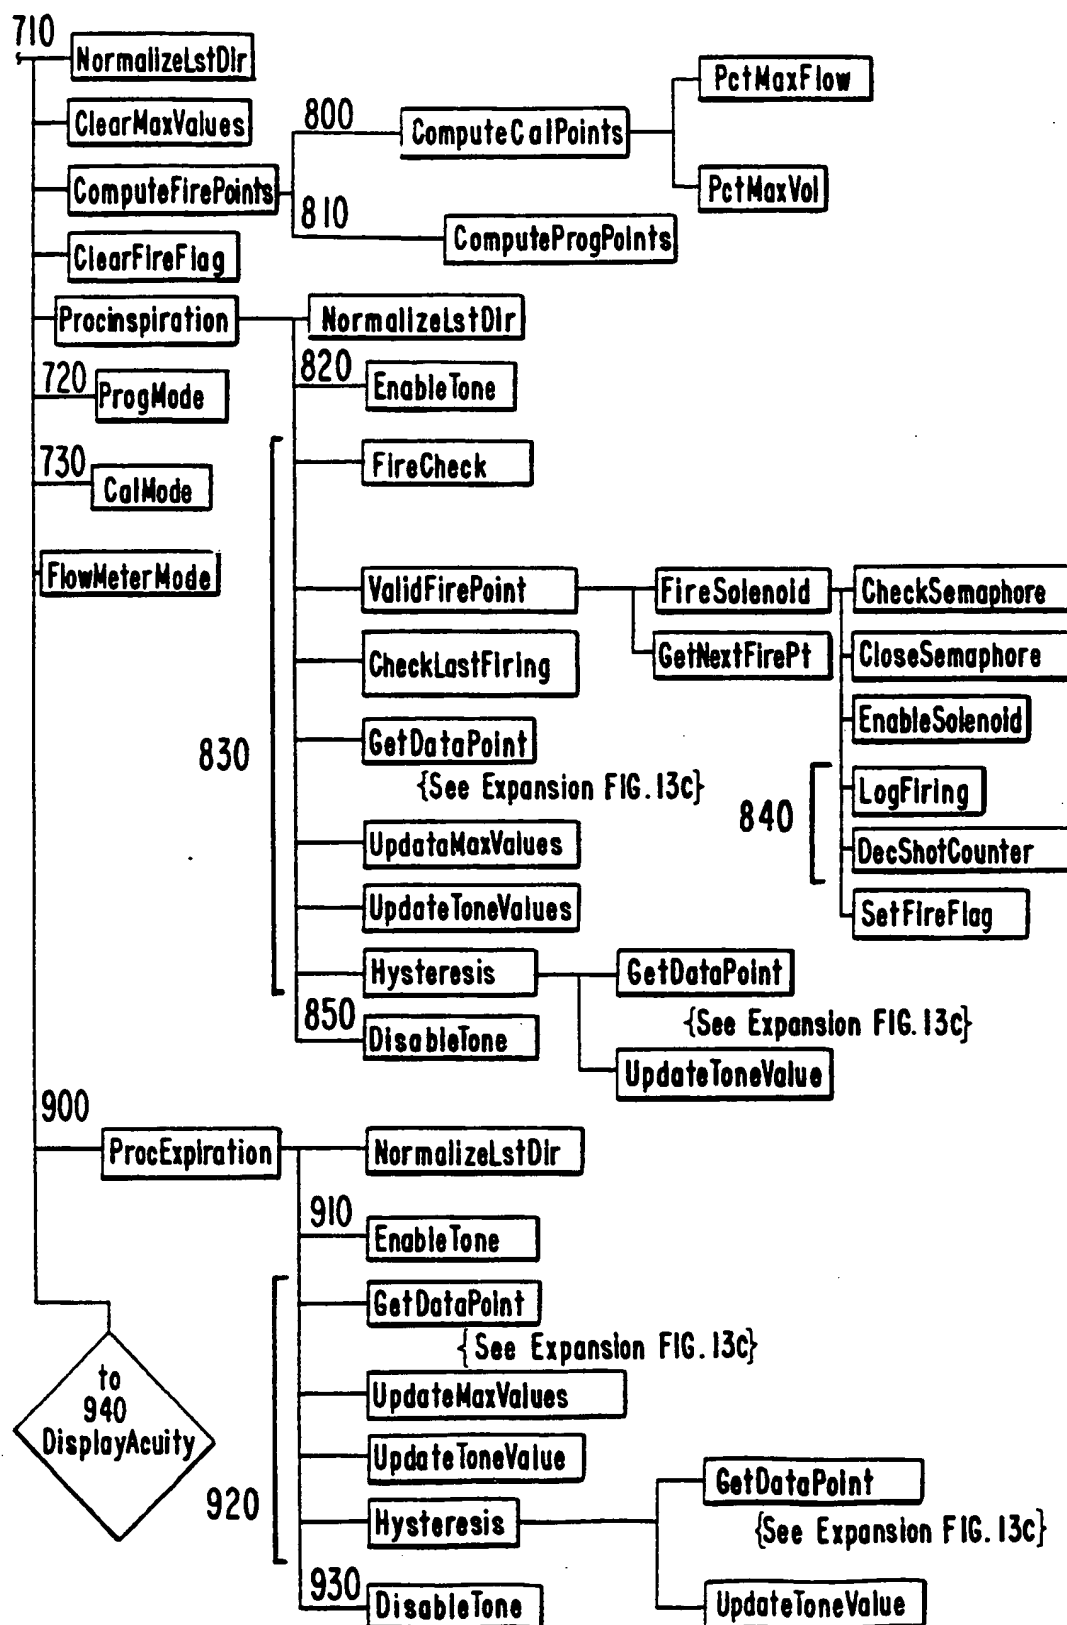 710
NormalizeLstDir
ClearMaxValues
ComputeFirePoints
800
ComputeCalPoints
PctMaxFlow
PctMaxVol
810
ComputeProgPoints
ClearFireFlag
Procinspiration
NormalizeLstDir
820
EnableTone
720
ProgMode
730
CalMode
FlowMeterMode
830
FireCheck
ValidFirePoint
FireSolenoid
CheckSemaphore
GetNextFirePt
CloseSemaphore
CheckLastFiring
EnableSolenoid
GetDataPoint
{See Expansion FIG. 13c}
840
LogFiring
DecShotCounter
SetFireFlag
UpdataMaxValues
UpdateToneValues
Hysteresis
GetDataPoint
{See Expansion FIG. 13c}
UpdateToneValue
850
DisableTone
900
ProcExpiration
NormalizeLstDir
910
EnableTone
920
GetDataPoint
{See Expansion FIG. 13c}
UpdateMaxValues
UpdateToneValue
Hysteresis
GetDataPoint
{See Expansion FIG. 13c}
UpdateToneValue
930
DisableTone
to
940
DisplayAcuity